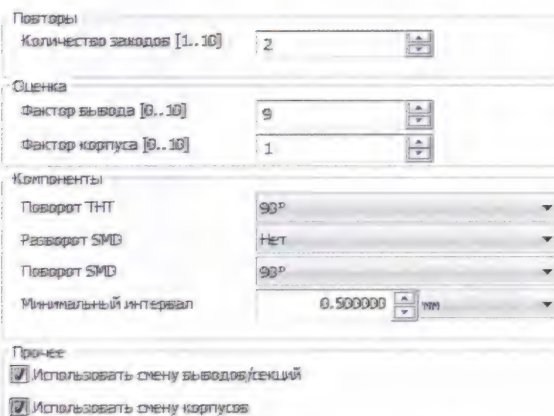 Повторы
Количество заходов [1..10] 2
Оценка
Фактор вывода [0..10] 9
Фактор корпуса [0..10] 1
Компоненты
Поворот THT 90°
Разворот SMD Нет
Поворот SMD 90°
Минимальный интервал 0.500000 мм
Прочее
Использовать смену выводов/секций
Использовать смену корпусов